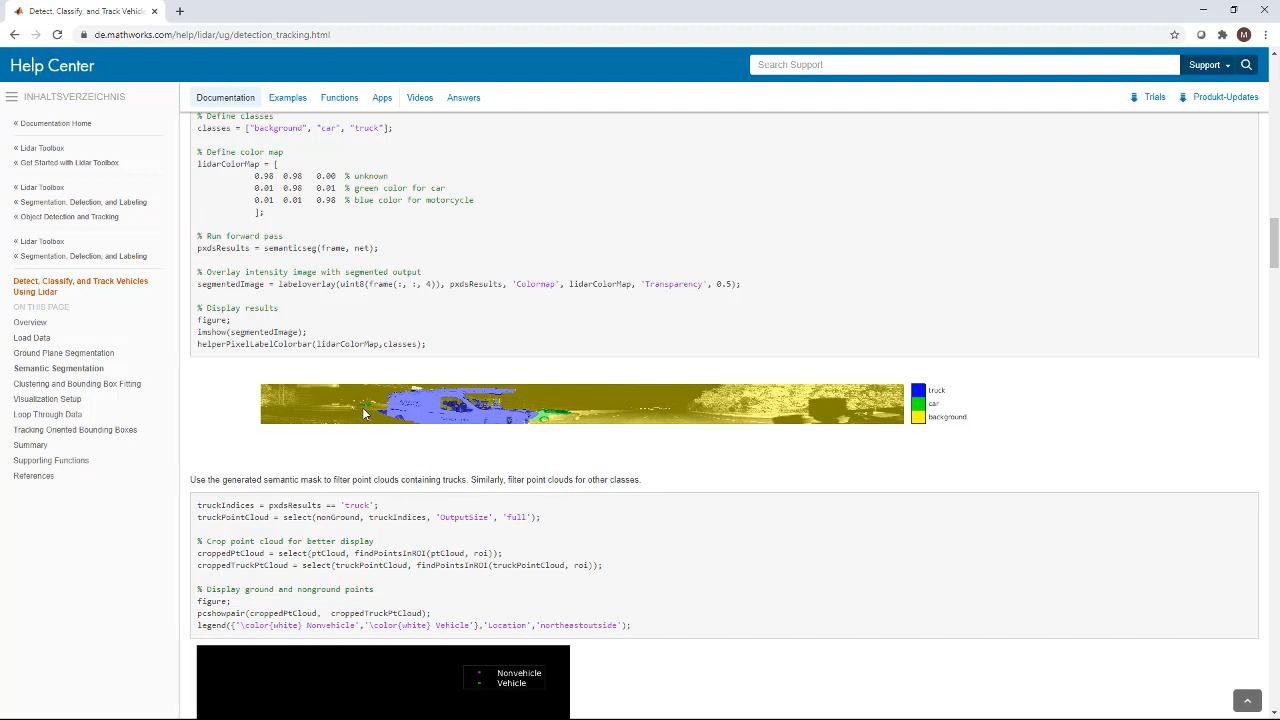 Detect, Classify, and Track Vehicle
de.mathworks.com/help/lidar/ug/detection_tracking.html
M
Help Center
Search Support
Support
INHALTSVERZEICHNIS
Documentation
Examples
Functions
Apps
Videos
Answers
Trials
Produkt-Updates
« Documentation Home
« Lidar Toolbox
« Get Started with Lidar Toolbox
« Lidar Toolbox
« Segmentation, Detection, and Labeling
« Object Detection and Tracking
« Lidar Toolbox
« Segmentation, Detection, and Labeling
Detect, Classify, and Track Vehicles
Using Lidar
ON THIS PAGE
Overview
Load Data
Ground Plane Segmentation
Semantic Segmentation
Clustering and Bounding Box Fitting
Visualization Setup
Loop Through Data
Tracking Oriented Bounding Boxes
Summary
Supporting Functions
References
% Define classes
classes = ["background", "car", "truck"];
% Define color map
lidarColorMap = [
0.98 0.98 0.00 % unknown
0.01 0.98 0.01 % green color for car
0.01 0.01 0.98 % blue color for motorcycle
];
% Run forward pass
pxdsResults = semanticseg(frame, net);
% Overlay intensity image with segmented output
segmentedImage = labeloverlay(uint8(frame(:, :, 4)), pxdsResults, 'Colormap', lidarColorMap, 'Transparency', 0.5);
% Display results
figure;
imshow(segmentedImage);
helperPixelLabelColorbar(lidarColorMap,classes);
truck
car
background
Use the generated semantic mask to filter point clouds containing trucks. Similarly, filter point clouds for other classes.
truckIndices = pxdsResults == 'truck';
truckPointCloud = select(nonGround, truckIndices, 'OutputSize', 'full');
% Crop point cloud for better display
croppedPtCloud = select(ptCloud, findPointsInROI(ptCloud, roi));
croppedTruckPtCloud = select(truckPointCloud, findPointsInROI(truckPointCloud, roi));
% Display ground and nonground points
figure;
pcshowpair(croppedPtCloud, croppedTruckPtCloud);
legend({'\color{white} Nonvehicle','\color{white} Vehicle'},'Location','northeastoutside');
Nonvehicle
Vehicle